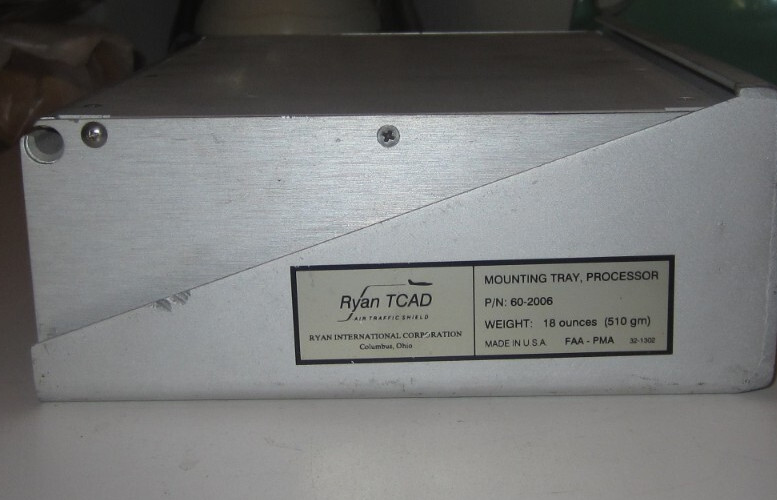 Ryan TCAD
AIR TRAFFIC SHIELD
RYAN INTERNATIONAL CORPORATION
Columbus, Ohio
MOUNTING TRAY, PROCESSOR
P/N: 60-2006
WEIGHT: 18 ounces (510 gm)
MADE IN U.S.A. FAA - PMA 32-1302